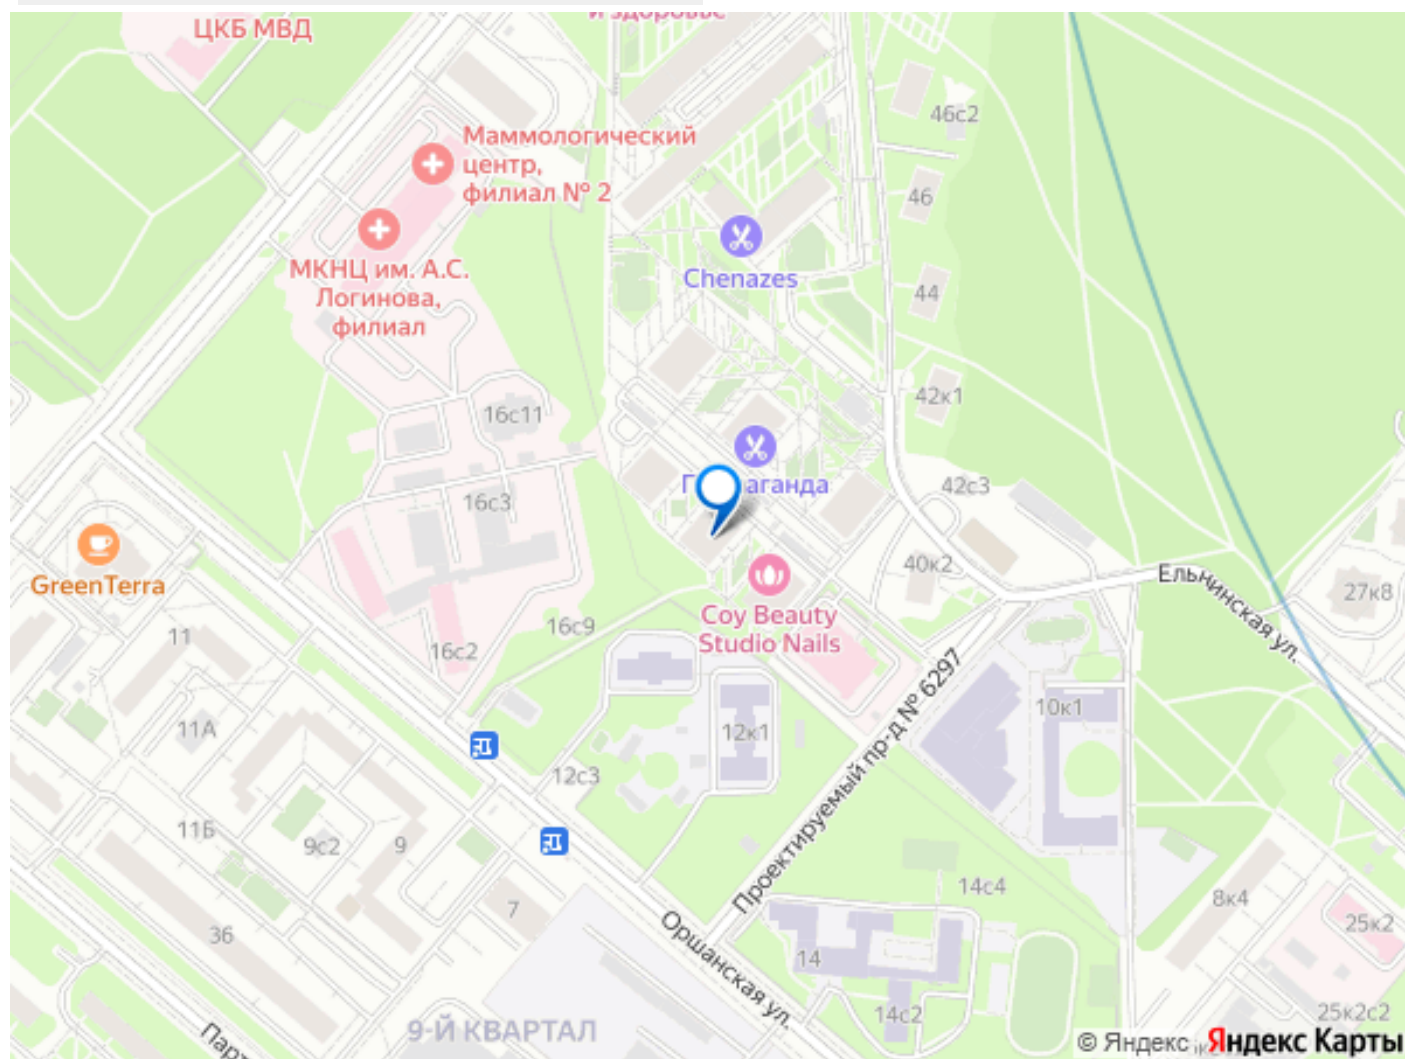 и здоровье
ЦКБ МВД
46с2
Маммологический
центр,
филиал № 2
46
Chenazes
МКНЦ им. А.С.
Логинова,
филиал
44
42к1
16с11
42с3
16с3
40к2
Ельнинская ул.
27к8
GreenTerra
Coy Beauty
Studio Nails
16с9
11
16с2
Проектируемый пр-д № 6297
10к1
11А
12к1
12с3
11Б
9с2
9
14с4
8к4
7
25к2
36
Оршанская ул.
14
14с2
25к2с2
9-Й КВАРТАЛ
© Яндекс
Яндекс Карты